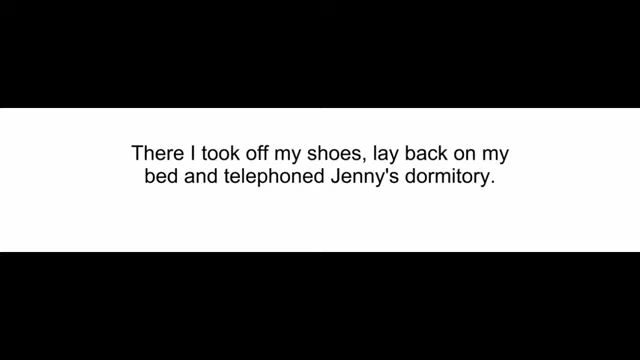 There I took off my shoes, lay back on my
bed and telephoned Jenny's dormitory.